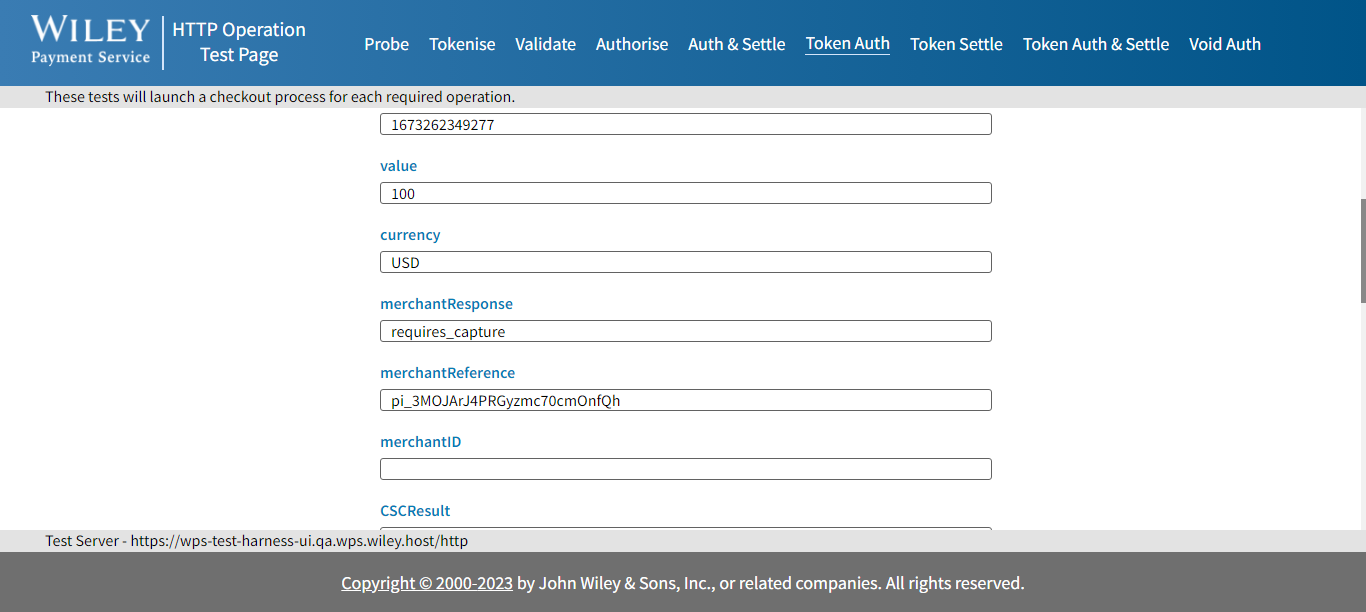 WILEY
Payment Service
HTTP Operation
Test Page
Probe Tokenise Validate Authorise Auth & Settle Token Auth Token Settle Token Auth & Settle Void Auth
These tests will launch a checkout process for each required operation.
1673262349277
value
100
currency
USD
merchantResponse
requires_capture
merchantReference
pi_3MOJArJ4PRGyzmc70cmOnfQh
merchantID
CSCResult
Test Server - https://wps-test-harness-ui.qa.wps.wiley.host/http
Copyright © 2000-2023 by John Wiley & Sons, Inc., or related companies. All rights reserved.